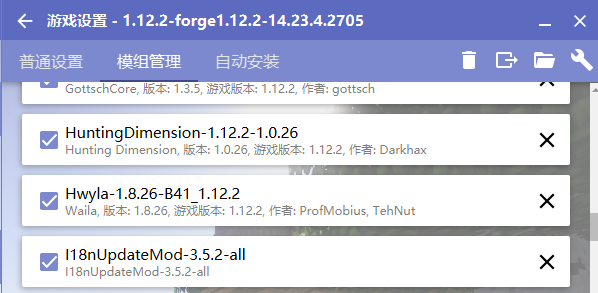 游戏设置 - 1.12.2-forge1.12.2-14.23.4.2705
普通设置 模组管理 自动安装
GottschCore, 版本: 1.3.5, 游戏版本: 1.12.2, 作者: gottsch
HuntingDimension-1.12.2-1.0.26
Hunting Dimension, 版本: 1.0.26, 游戏版本: 1.12.2, 作者: Darkhax
Hwyla-1.8.26-B41_1.12.2
Waila, 版本: 1.8.26, 游戏版本: 1.12.2, 作者: ProfMobius, TehNut
I18nUpdateMod-3.5.2-all
I18nUpdateMod-3.5.2-all